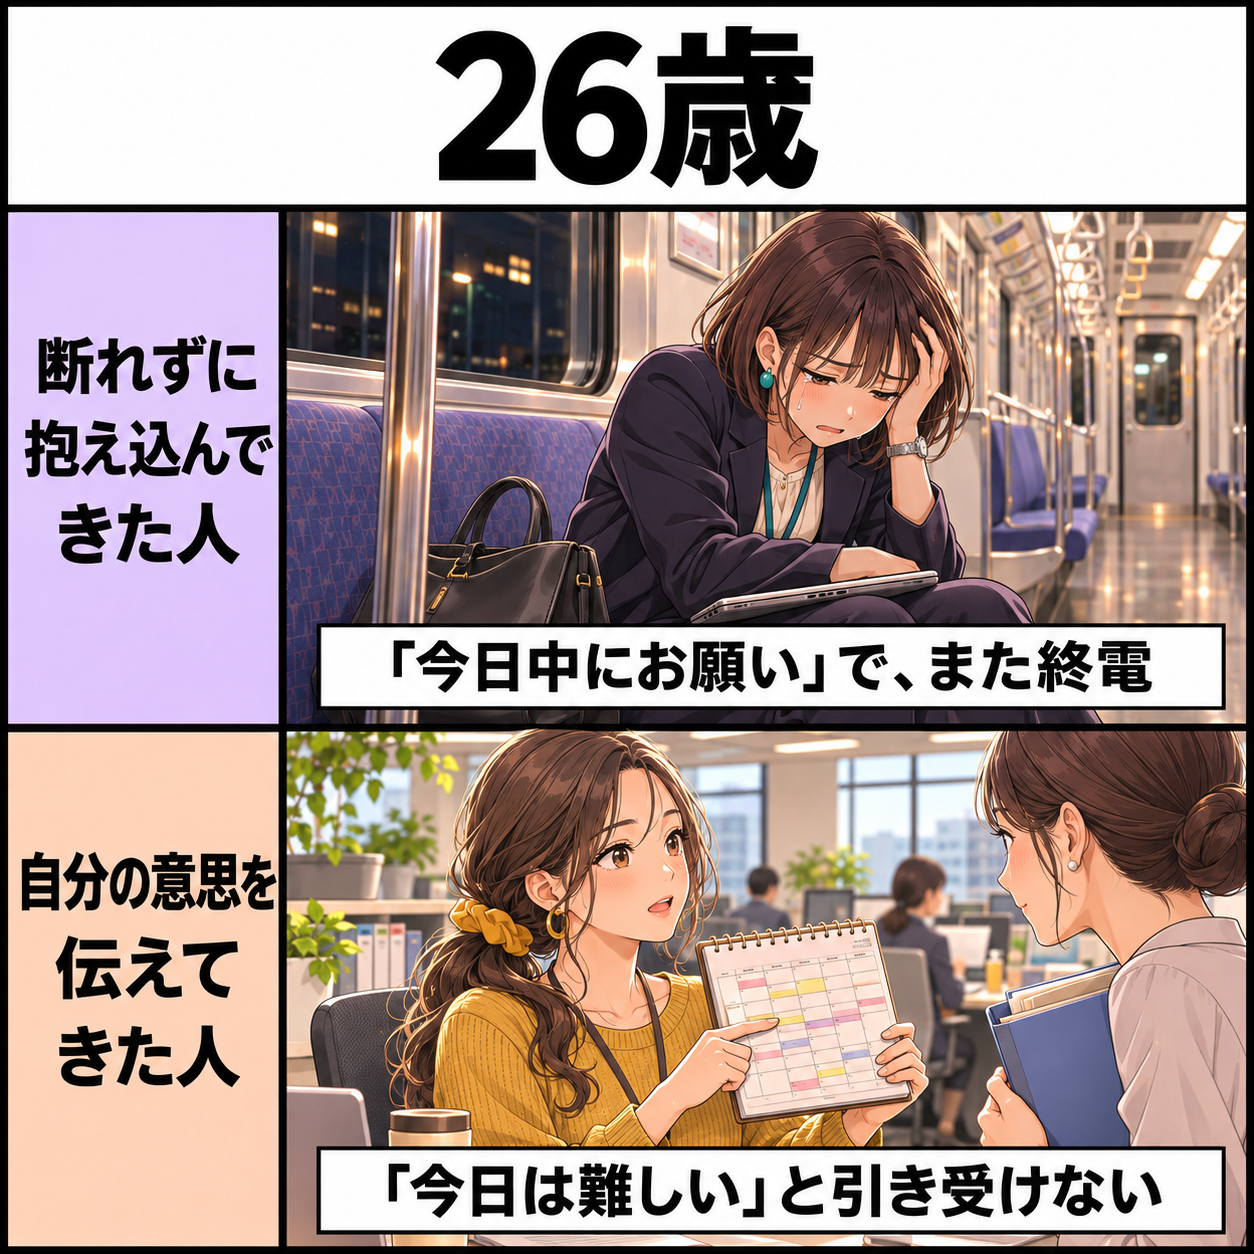 26歳
断れずに
抱え込んで
きた人
「今日中にお願い」で、また終電
自分の意思を
伝えて
きた人
「今日は難しい」と引き受けない